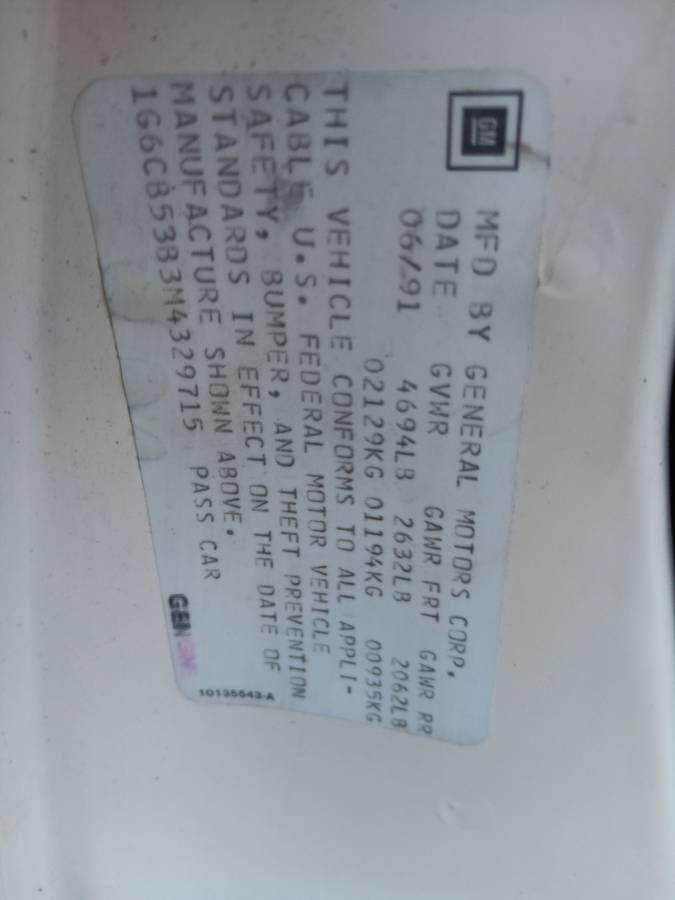 GM
MFD BY GENERAL MOTORS CORP.
DATE GVWR GAWR FRT GAWR RR
06/91 4694LB 2632LB 2062LB
02129KG 01194KG 00935KG
THIS VEHICLE CONFORMS TO ALL APPLI-
CABLE U.S. FEDERAL MOTOR VEHICLE
SAFETY, BUMPER, AND THEFT PREVENTION
STANDARDS IN EFFECT ON THE DATE OF
MANUFACTURE SHOWN ABOVE.
1G6CB53B3M4329715 PASS CAR
10135543-A